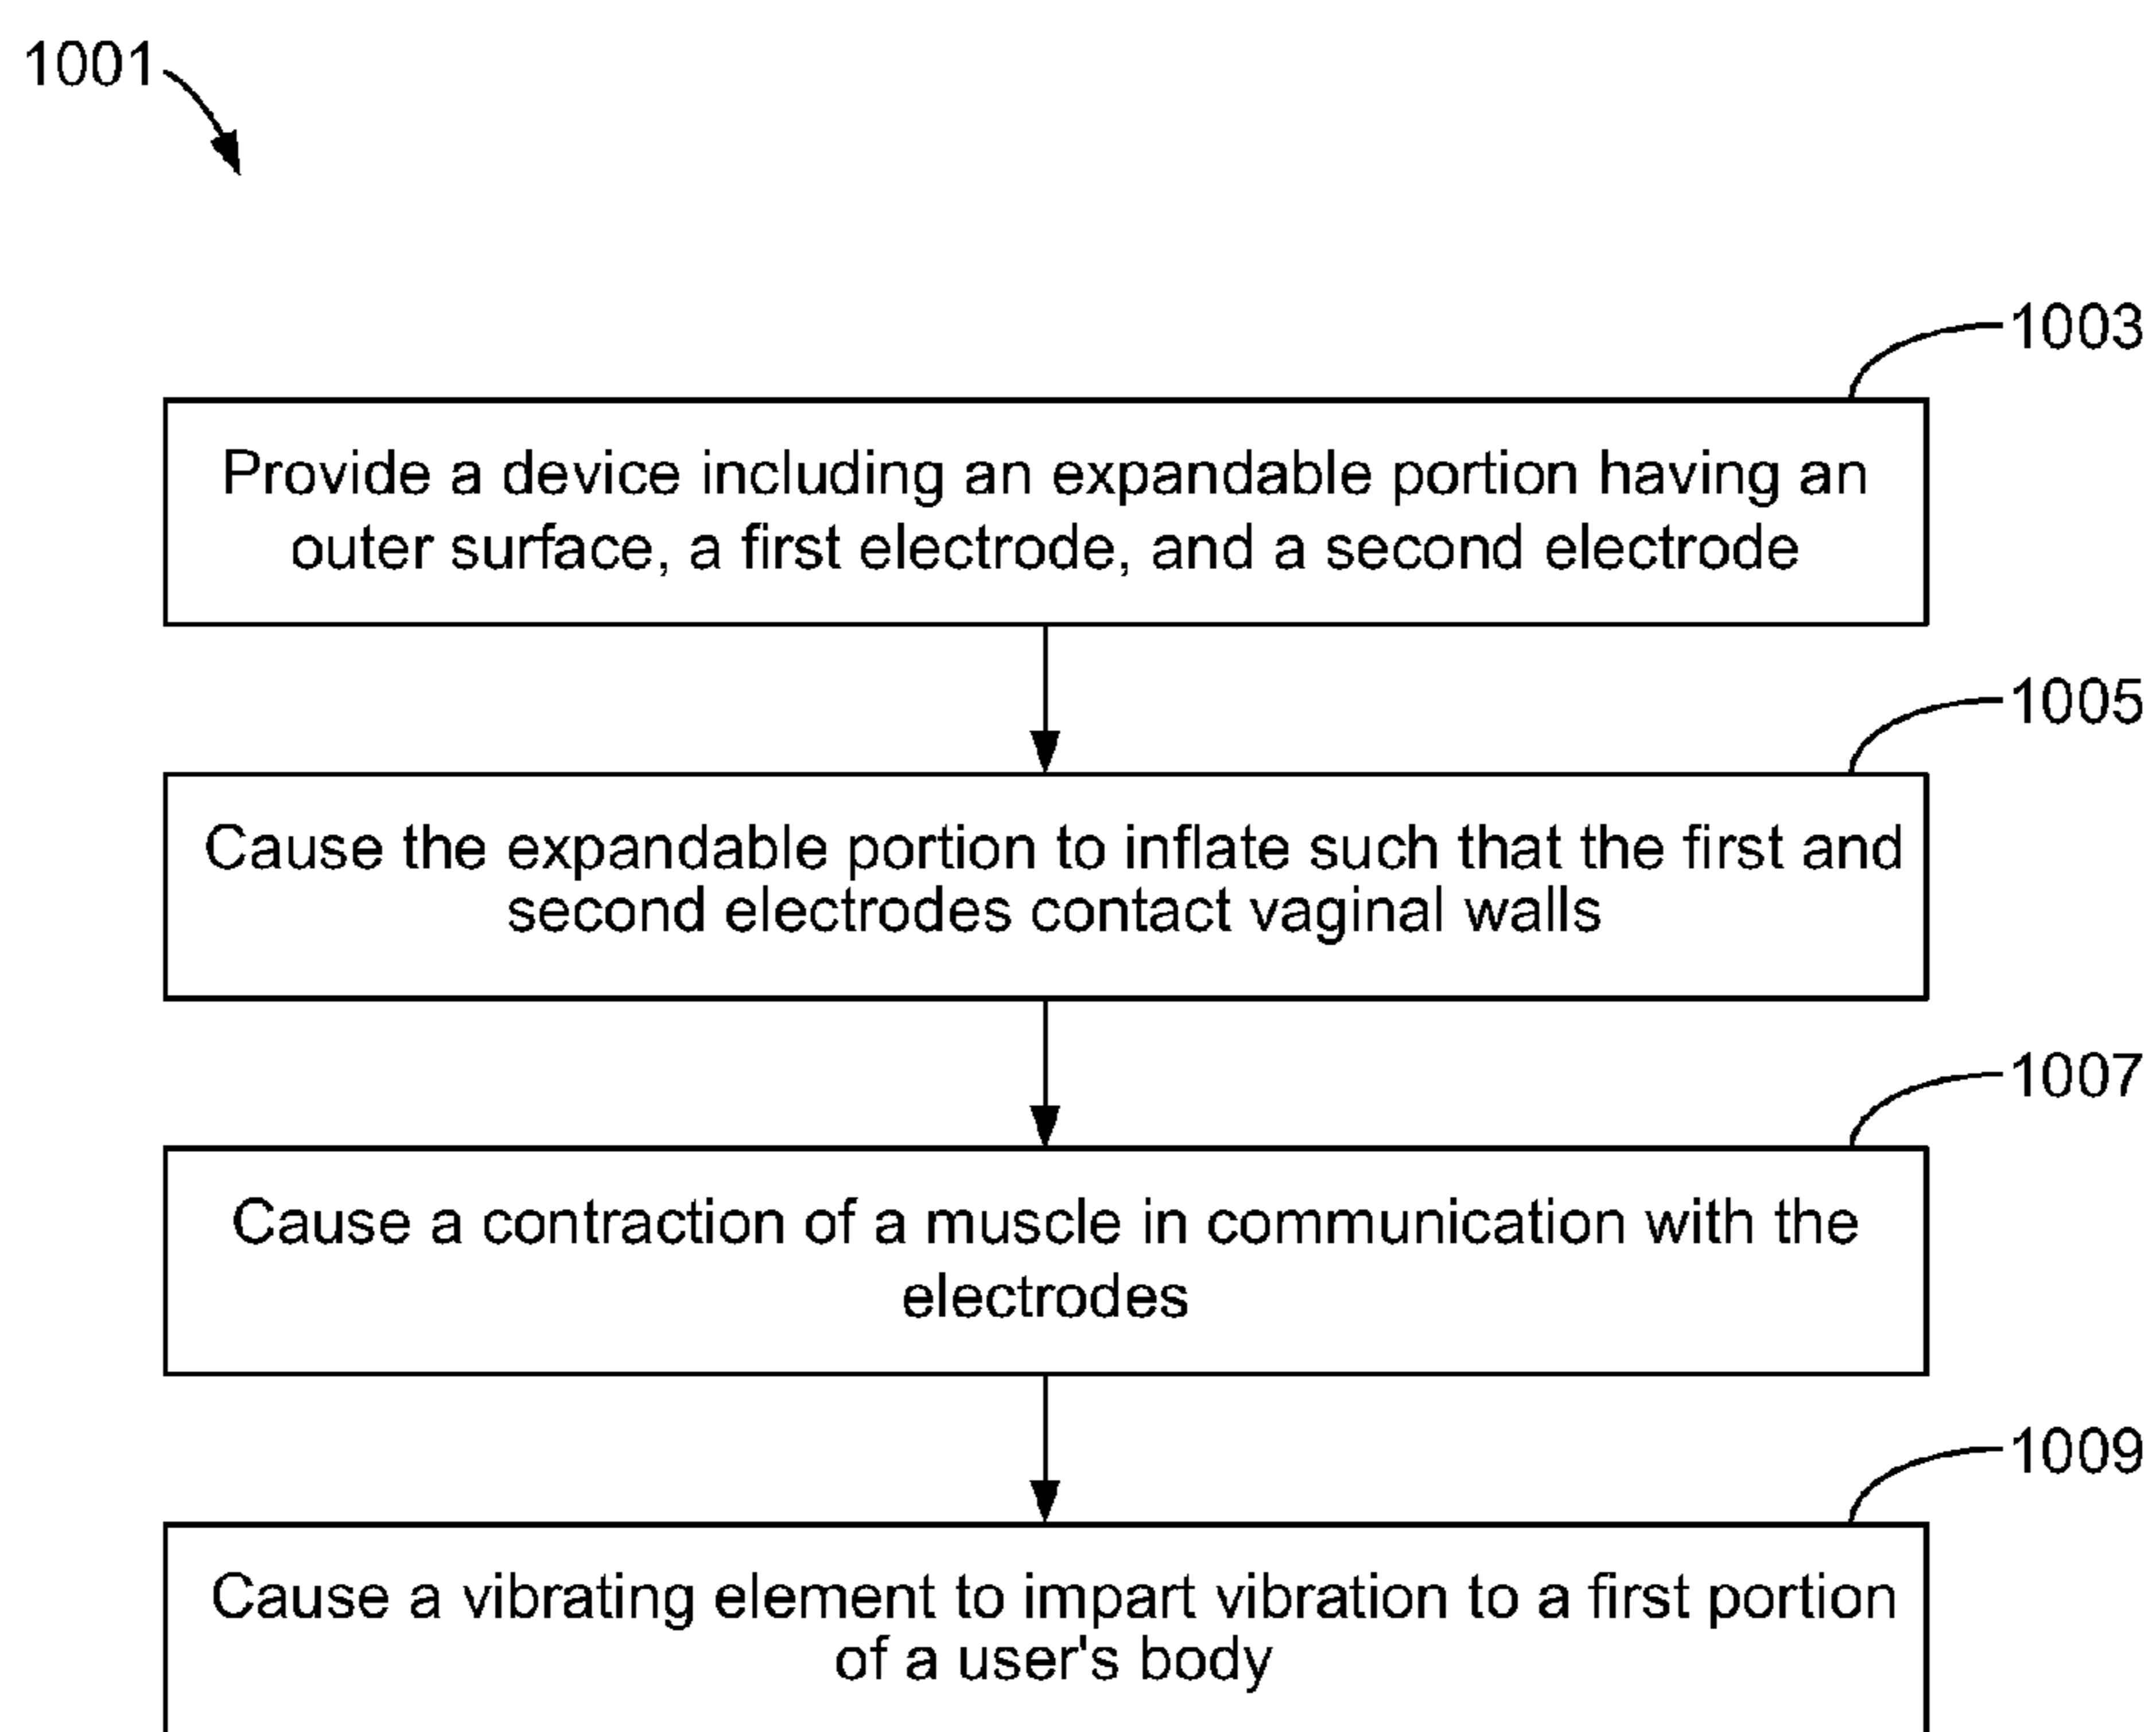 1001
1003
Provide a device including an expandable portion having an
outer surface, a first electrode, and a second electrode
1005
Cause the expandable portion to inflate such that the first and
second electrodes contact vaginal walls
1007
Cause a contraction of a muscle in communication with the
electrodes
1009
Cause a vibrating element to impart vibration to a first portion
of a user's body